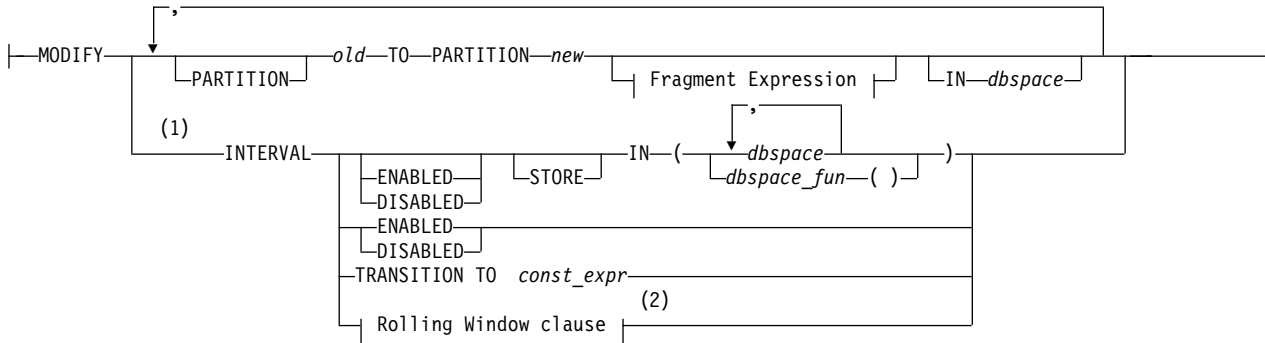 ,
MODIFY old TO PARTITION new
PARTITION Fragment Expression IN dbspace
(1) ,
INTERVAL IN ( dbspace )
ENABLED STORE dbspace_fun ( )
DISABLED
ENABLED
DISABLED
TRANSITION TO const_expr
(2)
Rolling Window clause